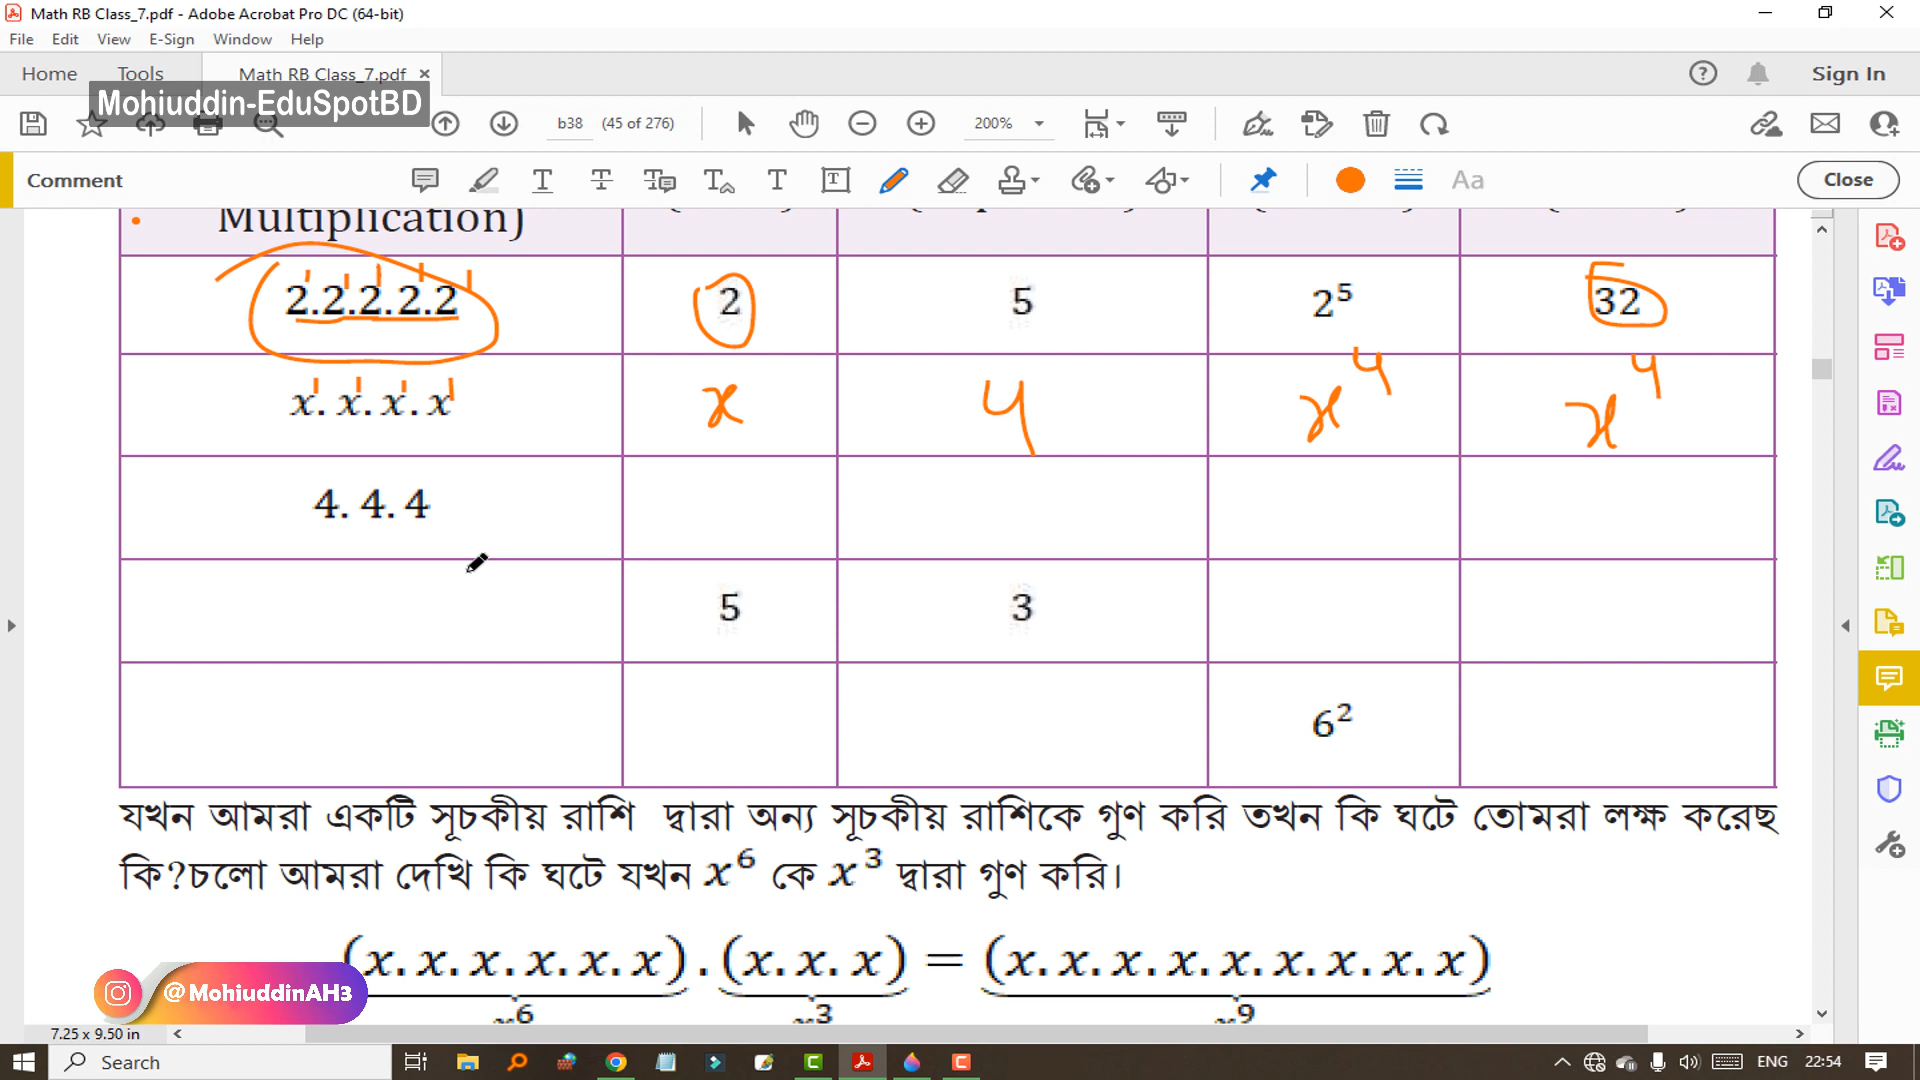 Math RB Class_7.pdf - Adobe Acrobat Pro DC (64-bit)
File Edit View E-Sign Window Help
Home Tools Math RB Class_7.pdf × Sign In
Mohiuddin-EduSpotBD
b38 (45 of 276) 200%
Comment Aa Close
Multiplication)
2.2.2.2.2 2 5 2⁵ 32
x. x. x. x x 4 x⁴ x⁴
4. 4. 4
5 3
6²
যখন আমরা একটি সূচকীয় রাশি দ্বারা অন্য সূচকীয় রাশিকে গুণ করি তখন কি ঘটে তোমরা লক্ষ করেছ
কি?চলো আমরা দেখি কি ঘটে যখন x⁶ কে x³ দ্বারা গুণ করি।
(x. x. x. x. x. x) . (x. x. x) = (x. x. x. x. x. x. x. x. x)
x⁶ x³ x⁹
@MohiuddinAH3
7.25 x 9.50 in
Search ENG 22:54